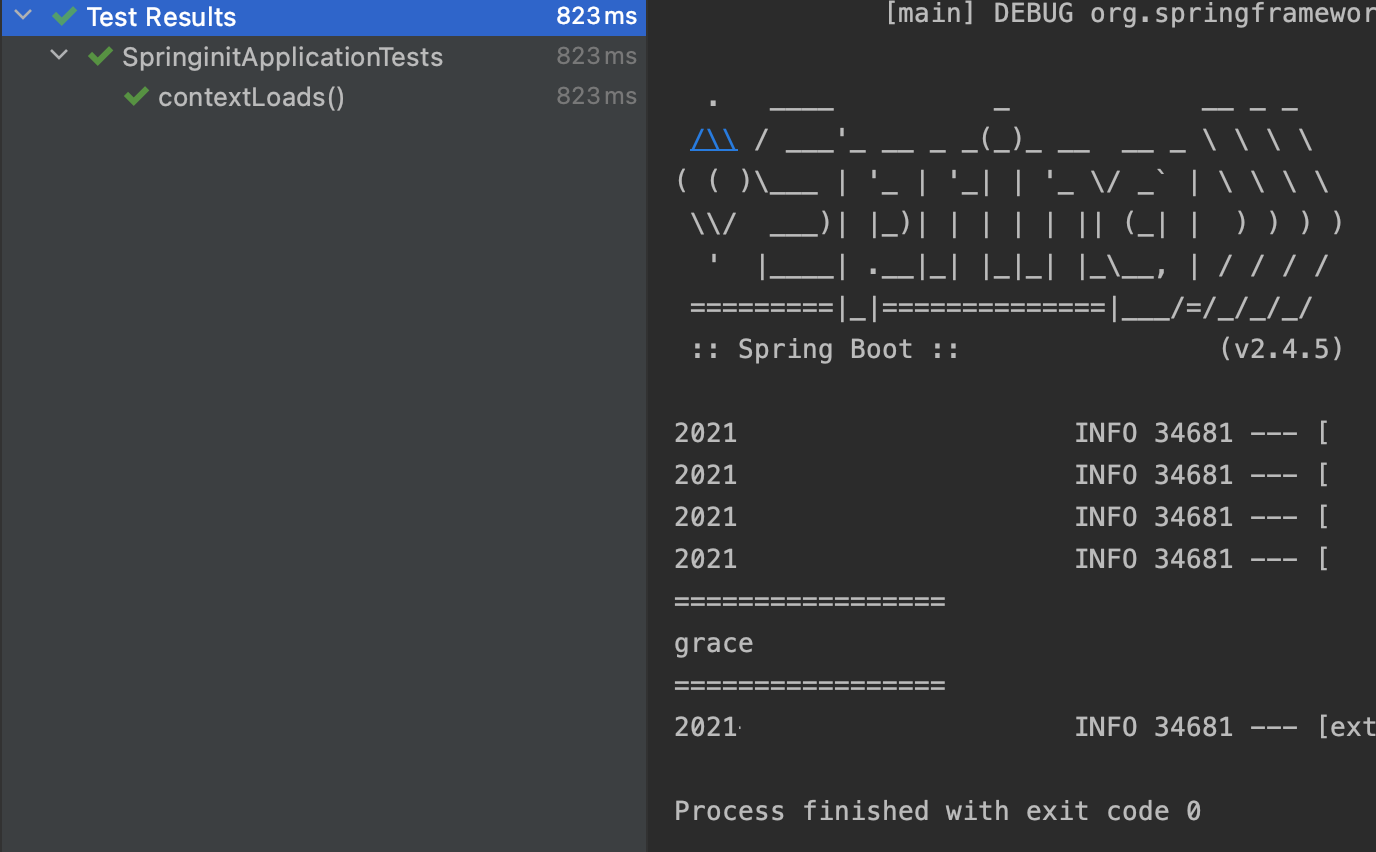 Test Results 823 ms
SpringinitApplicationTests 823 ms
contextLoads() 823 ms
[main] DEBUG org.springframewor
  .   ____          _            __ _ _
 /\\ / ___'_ __ _ _(_)_ __  __ _ \ \ \ \
( ( )\___ | '_ | '_| | '_ \/ _` | \ \ \ \
 \\/  ___)| |_)| | | | | || (_| |  ) ) ) )
  '  |____| .__|_| |_|_| |_\__, | / / / /
 =========|_|==============|___/=/_/_/_/
 :: Spring Boot ::                (v2.4.5)
2021 INFO 34681 --- [
2021 INFO 34681 --- [
2021 INFO 34681 --- [
2021 INFO 34681 --- [
=================
grace
=================
2021 INFO 34681 --- [ext
Process finished with exit code 0